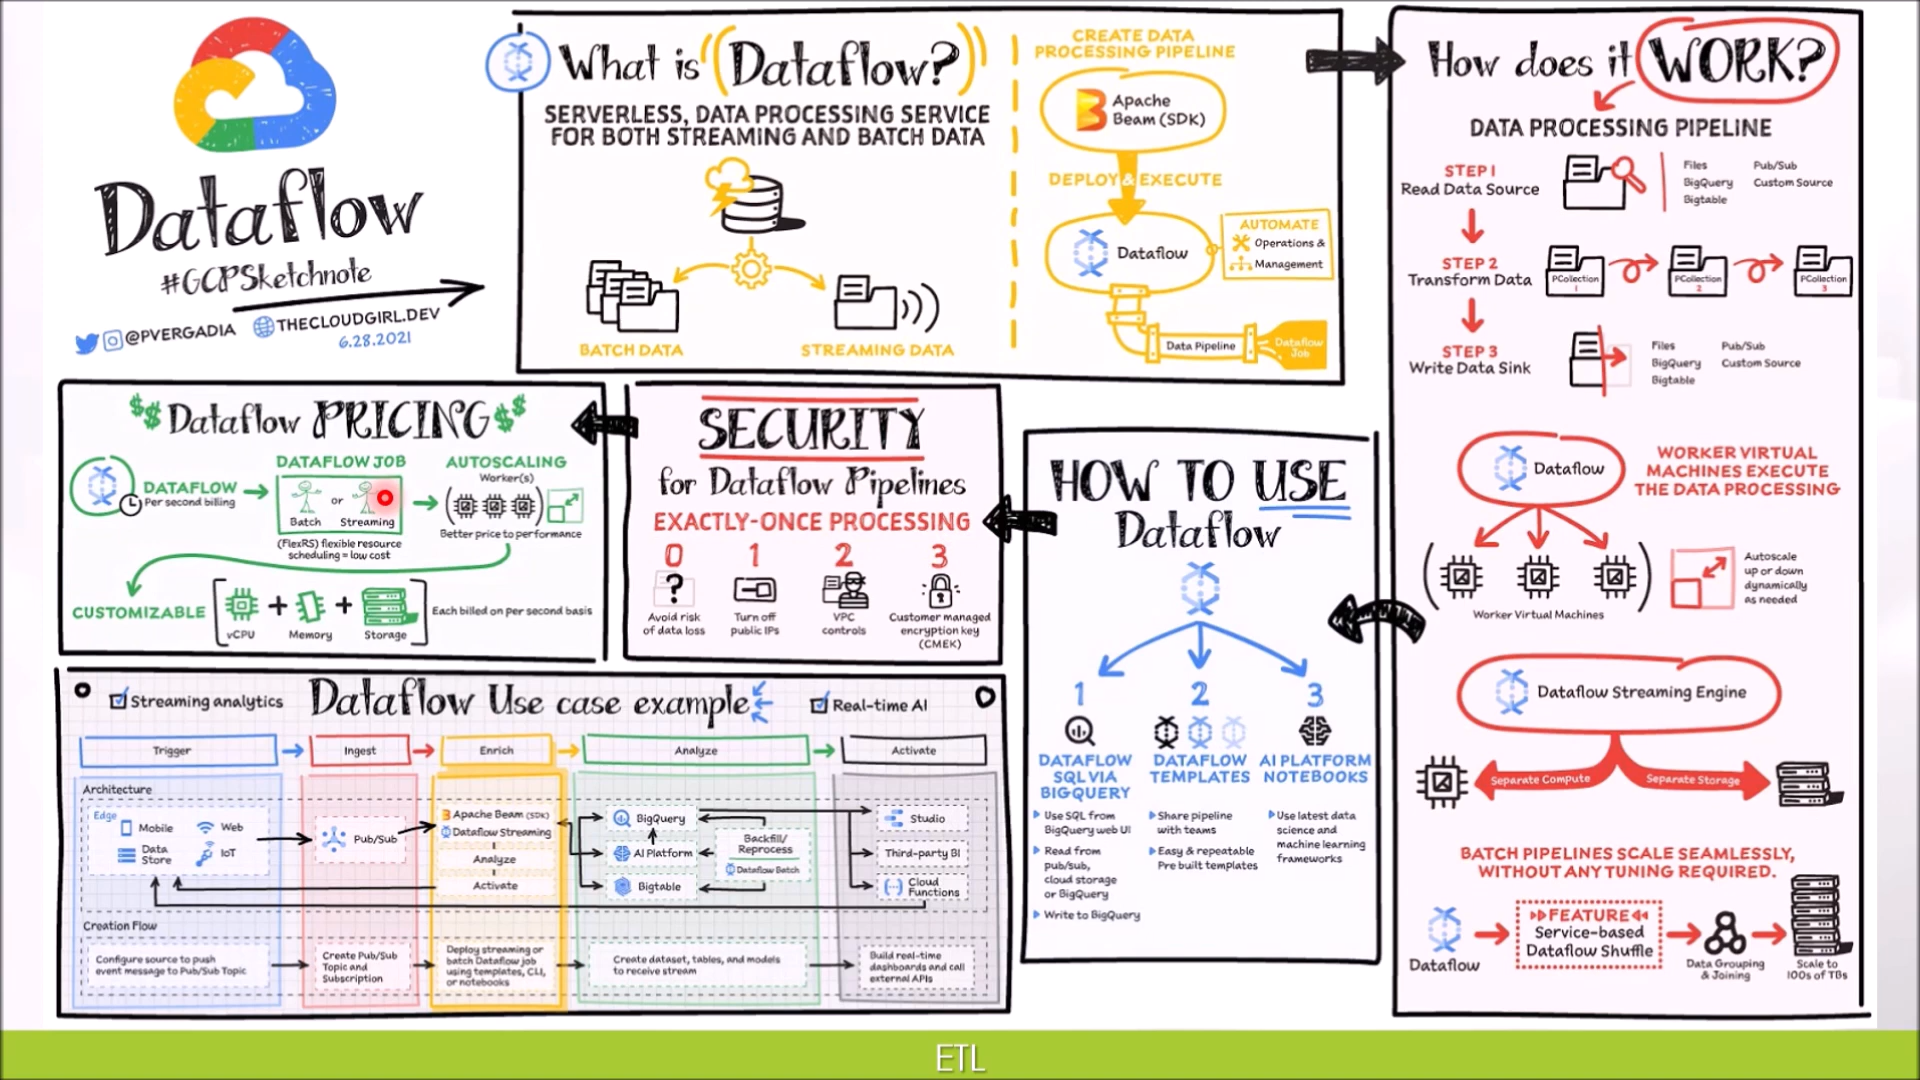 Dataflow
#GCPSketchnote
@PVERGADIA
THECLOUDGIRL.DEV
6.28.2021
What is Dataflow?
SERVERLESS, DATA PROCESSING SERVICE
FOR BOTH STREAMING AND BATCH DATA
BATCH DATA
STREAMING DATA
CREATE DATA
PROCESSING PIPELINE
Apache
Beam (SDK)
DEPLOY & EXECUTE
Dataflow
AUTOMATE
Operations &
Management
Data Pipeline
Dataflow
Job
How does it WORK?
DATA PROCESSING PIPELINE
STEP 1
Read Data Source
Files
BigQuery
Bigtable
Pub/Sub
Custom Source
STEP 2
Transform Data
PCollection
1
PCollection
2
PCollection
3
STEP 3
Write Data Sink
Files
BigQuery
Bigtable
Pub/Sub
Custom Source
Dataflow
WORKER VIRTUAL
MACHINES EXECUTE
THE DATA PROCESSING
Worker Virtual Machines
Autoscale
up or down
dynamically
as needed
Dataflow Streaming Engine
Separate Compute
Separate Storage
BATCH PIPELINES SCALE SEAMLESSLY,
WITHOUT ANY TUNING REQUIRED.
Dataflow
FEATURE
Service-based
Dataflow Shuffle
Data Grouping
& Joining
Scale to
100s of TBs
HOW TO USE
Dataflow
1
DATAFLOW
SQL VIA
BIGQUERY
Use SQL from
BigQuery web UI
Read from
pub/sub,
cloud storage
or BigQuery
Write to BigQuery
2
DATAFLOW
TEMPLATES
Share pipeline
with teams
Easy & repeatable
Pre built templates
3
AI PLATFORM
NOTEBOOKS
Use latest data
science and
machine learning
frameworks
SECURITY
for Dataflow Pipelines
EXACTLY-ONCE PROCESSING
0
?
Avoid risk
of data loss
1
Turn off
public IPs
2
VPC
controls
3
Customer managed
encryption key
(CMEK)
$$ Dataflow PRICING $$
DATAFLOW
Per second billing
DATAFLOW JOB
Batch
or
Streaming
(FlexRS) flexible resource
scheduling = low cost
AUTOSCALING
Worker(s)
Better price to performance
CUSTOMIZABLE
vCPU
+
Memory
+
Storage
Each billed on per second basis
Streaming analytics
Dataflow Use case example
Real-time AI
Trigger
Ingest
Enrich
Analyze
Activate
Architecture
Edge
Mobile
Web
Data
Store
IoT
Pub/Sub
Apache Beam (SDK)
Dataflow Streaming
Analyze
Activate
BigQuery
AI Platform
Bigtable
Backfill/
Reprocess
Dataflow Batch
Studio
Third-party BI
Cloud
Functions
Creation Flow
Configure source to push
event message to Pub/Sub Topic
Create Pub/Sub
Topic and
Subscription
Deploy streaming or
batch Dataflow job
using templates, CLI,
or notebooks
Create dataset, tables, and models
to receive stream
Build real-time
dashboards and call
external APIs
ETL